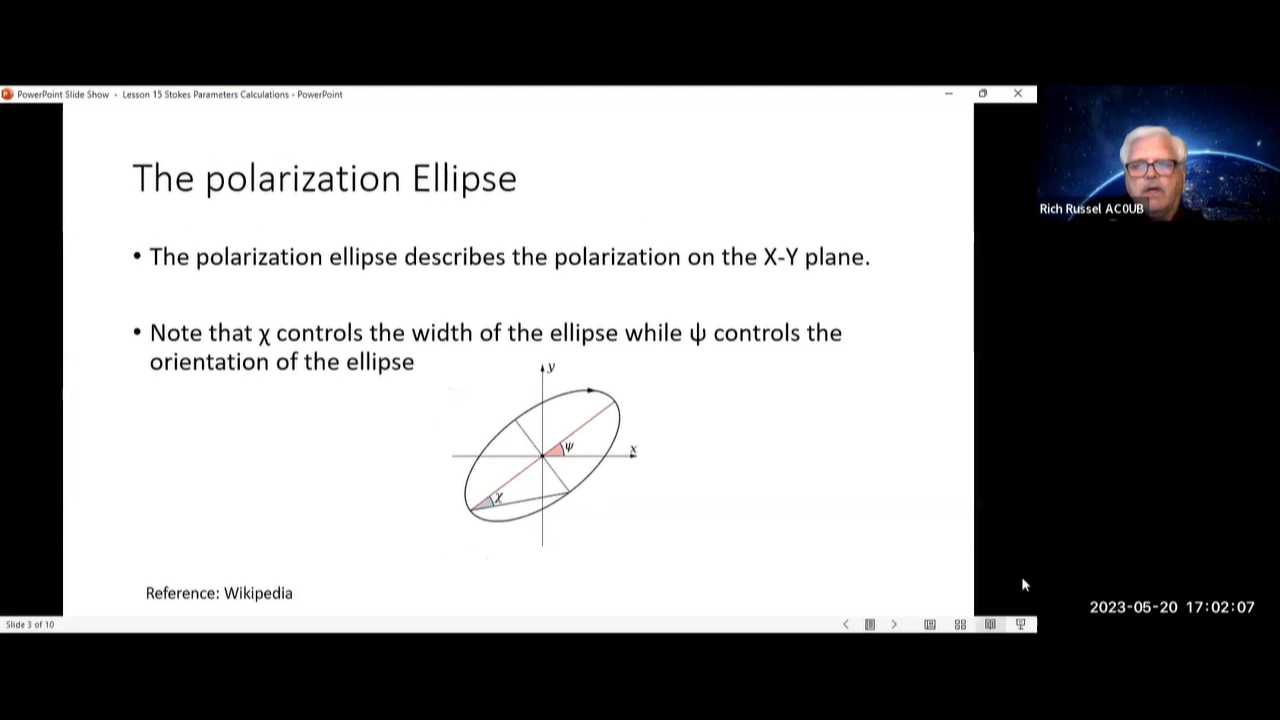 PowerPoint Slide Show - Lesson 15 Stokes Parameters Calculations - PowerPoint
The polarization Ellipse
• The polarization ellipse describes the polarization on the X-Y plane.
• Note that χ controls the width of the ellipse while ψ controls the
orientation of the ellipse
y
ψ
x
χ
Reference: Wikipedia
Slide 3 of 10
Rich Russel AC0UB
2023-05-20 17:02:07